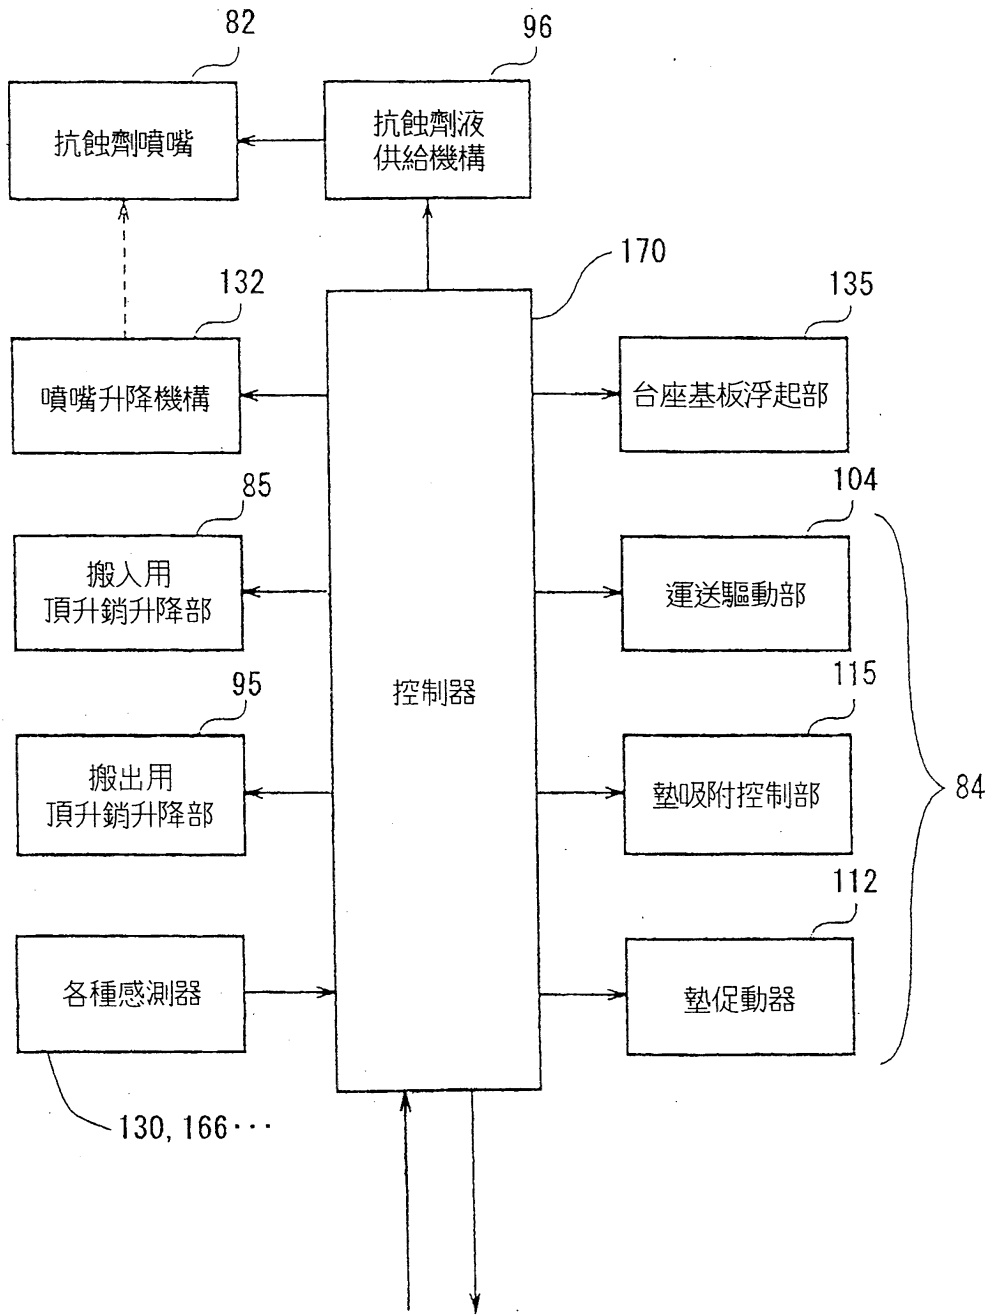 82
96
抗蝕劑噴嘴
抗蝕劑液
供給機構
170
132
135
噴嘴升降機構
台座基板浮起部
85
104
搬入用
頂升銷升降部
運送驅動部
控制器
95
115
搬出用
頂升銷升降部
墊吸附控制部
84
112
各種感測器
墊促動器
130, 166···